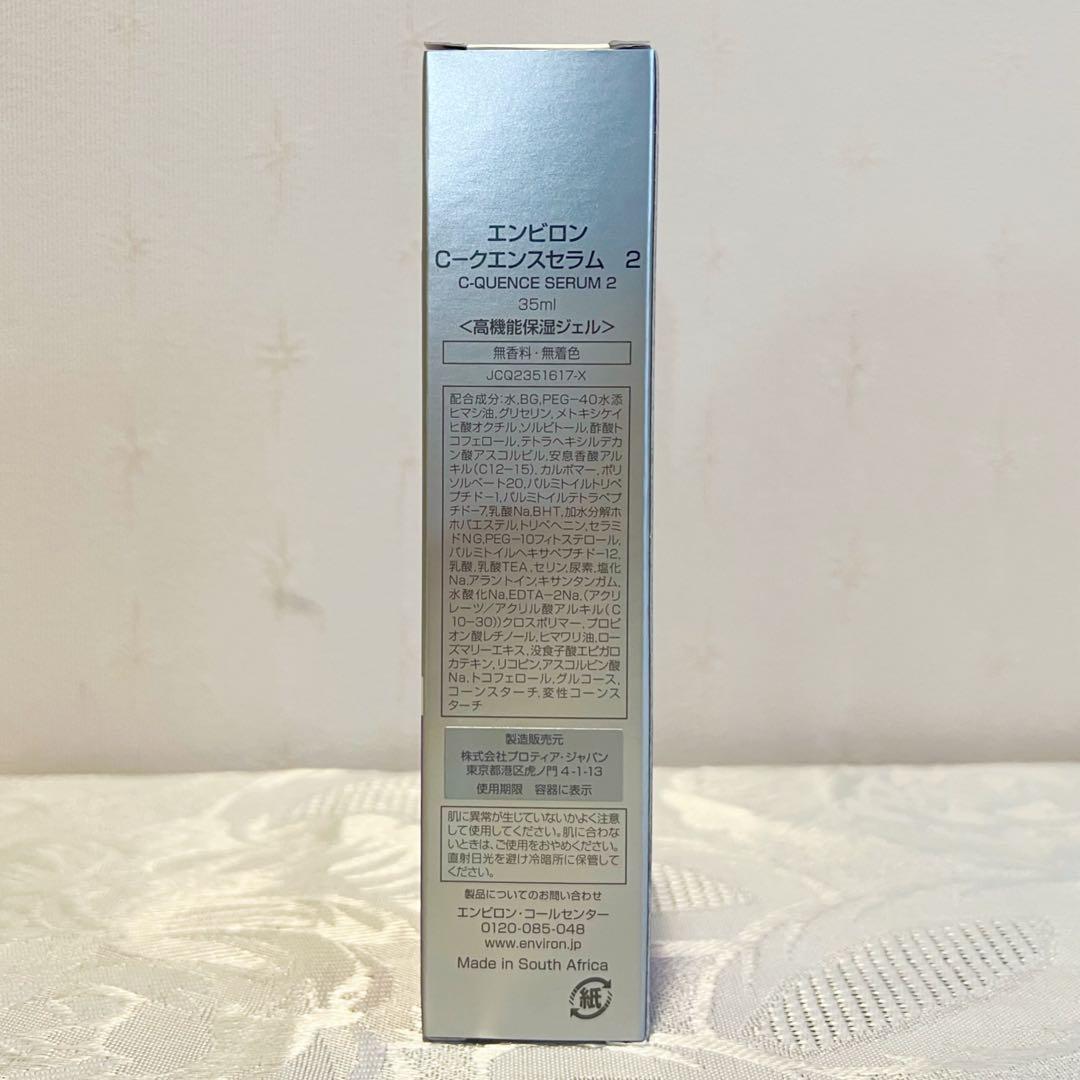 エンビロン
C-クエンスセラム 2
C-QUENCE SERUM 2
35ml
<高機能保湿ジェル>
無香料・無着色
JCQ2351617-X
配合成分:水,BG,PEG-40水添
ヒマシ油,グリセリン,メトキシケイ
ヒ酸オクチル,ソルビトール,酢酸ト
コフェロール,テトラヘキシルデカ
ン酸アスコルビル,安息香酸アル
キル(C12-15),カルボマー,ポリ
ソルベート20,パルミトイルトリペ
プチド-1,パルミトイルテトラペプ
チド-7,乳酸Na,BHT,加水分解ホ
ホバエステル,トリベヘニン,セラミ
ドNG,PEG-10フィトステロール,
パルミトイルヘキサペプチド-12,
乳酸,乳酸TEA,セリン,尿素,塩化
Na,アラントイン,キサンタンガム,
水酸化Na,EDTA-2Na,(アクリ
レーツ/アクリル酸アルキル(C
10-30))クロスポリマー,プロピ
オン酸レチノール,ヒマワリ油,ロー
ズマリーエキス,没食子酸エピガロ
カテキン,リコピン,アスコルビン酸
Na,トコフェロール,グルコース,
コーンスターチ,変性コーンス
ターチ
製造販売元
株式会社プロティア・ジャパン
東京都港区虎ノ門4-1-13
使用期限 容器に表示
肌に異常が生じていないかよく注意
して使用してください。肌に合わな
いときは、ご使用をおやめください。
直射日光を避け冷暗所に保管して
ください。
製品についてのお問い合わせ
エンビロン・コールセンター
0120-085-048
www.environ.jp
Made in South Africa
紙